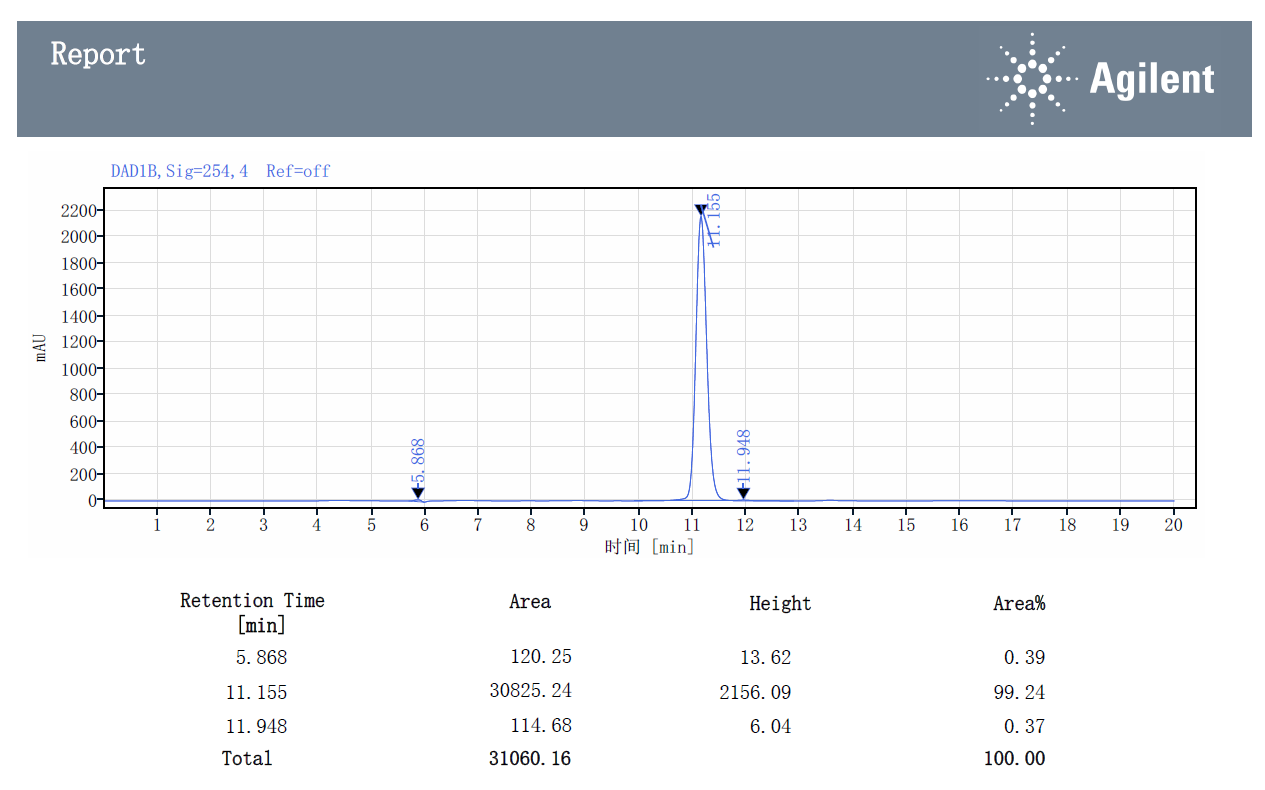 Report
Agilent
DAD1B,Sig=254,4 Ref=off
2200
2000
1800
1600
1400
1200
1000
800
600
400
200
0
mAU
5.868
11.155
11.948
1 2 3 4 5 6 7 8 9 10 11 12 13 14 15 16 17 18 19 20
时间 [min]
Retention Time [min] Area Height Area%
5.868 120.25 13.62 0.39
11.155 30825.24 2156.09 99.24
11.948 114.68 6.04 0.37
Total 31060.16 100.00